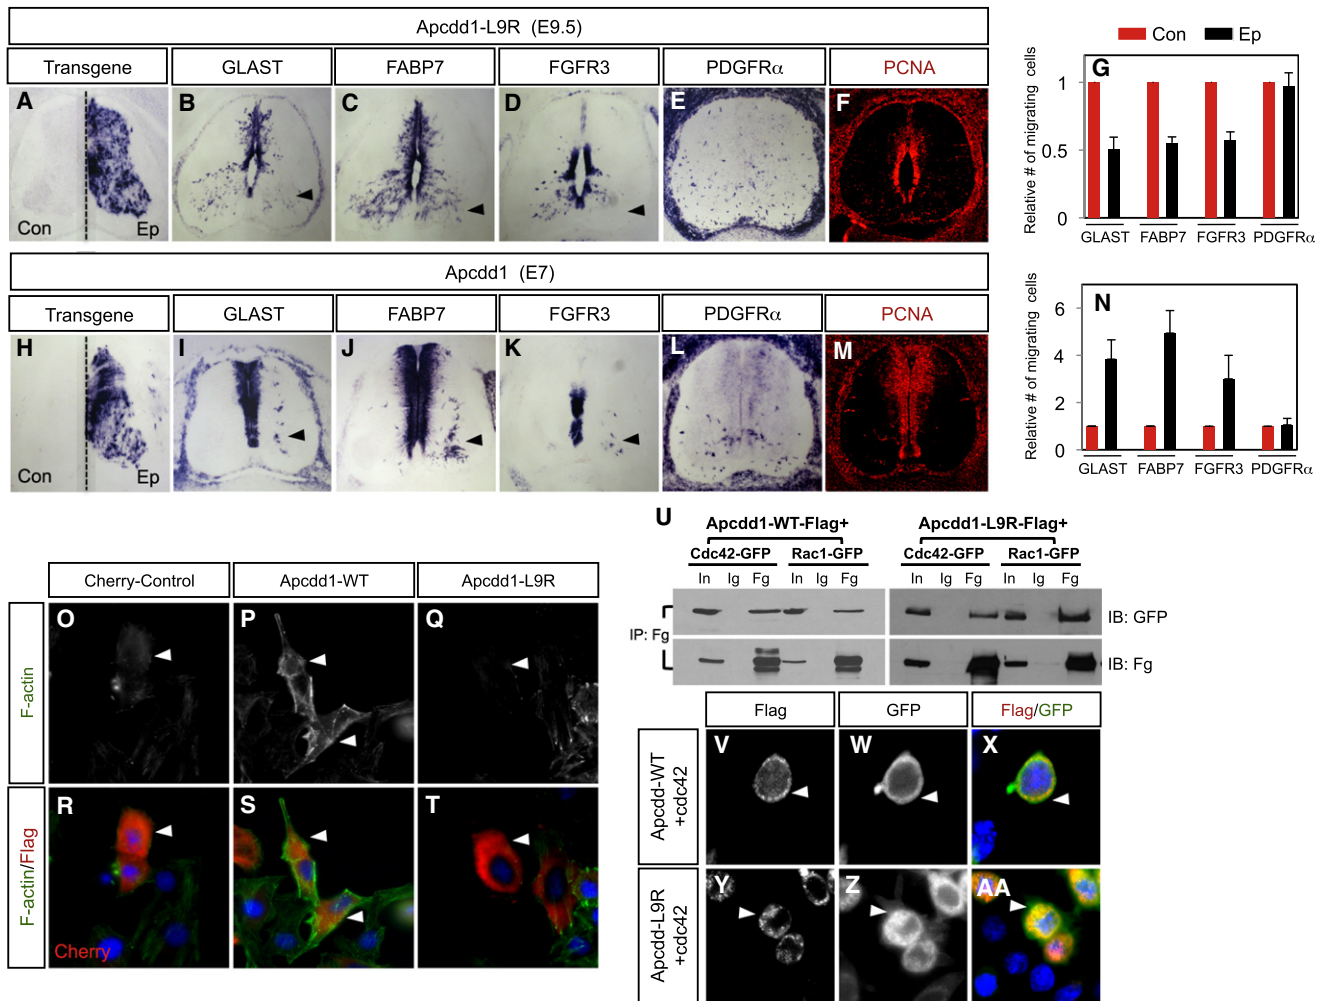 Apcdd1-L9R (E9.5)
Transgene GLAST FABP7 FGFR3 PDGFRα PCNA
A B C D E F
Con Ep
Con Ep
G
Relative # of migrating cells
1
0.5
0
GLAST FABP7 FGFR3 PDGFRα
Apcdd1 (E7)
Transgene GLAST FABP7 FGFR3 PDGFRα PCNA
H I J K L M
Con Ep
N
Relative # of migrating cells
6
4
2
0
GLAST FABP7 FGFR3 PDGFRα
Cherry-Control Apcdd1-WT Apcdd1-L9R
F-actin
O P Q
F-actin/Flag
R S T
Cherry
U
Apcdd1-WT-Flag+ Apcdd1-L9R-Flag+
Cdc42-GFP Rac1-GFP Cdc42-GFP Rac1-GFP
In Ig Fg In Ig Fg In Ig Fg In Ig Fg
IP: Fg
IB: GFP
IB: Fg
Flag GFP Flag/GFP
Apcdd-WT
+cdc42
V W X
Apcdd-L9R
+cdc42
Y Z AA